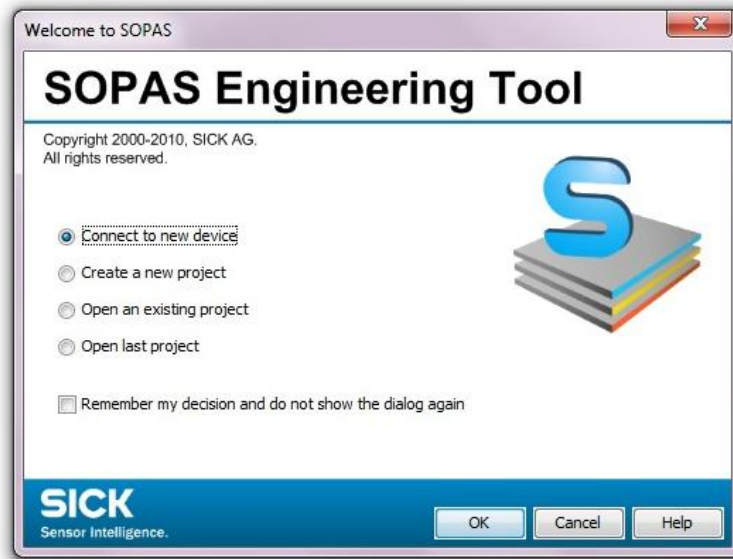 Welcome to SOPAS
SOPAS Engineering Tool
Copyright 2000-2010, SICK AG.
All rights reserved.
S
Connect to new device
Create a new project
Open an existing project
Open last project
Remember my decision and do not show the dialog again
SICK
Sensor Intelligence.
OK Cancel Help